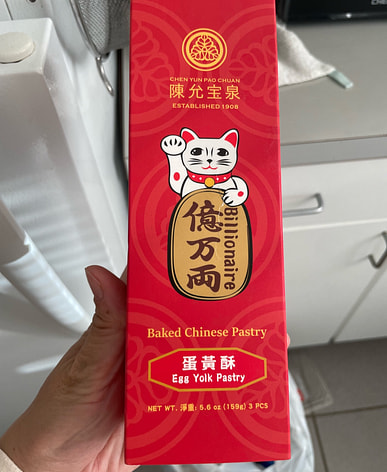 CHEN YUN PAO CHUAN
陳允宝泉
ESTABLISHED 1908
億万両
Billionaire
Baked Chinese Pastry
蛋黃酥
Egg Yolk Pastry
NET WT. 淨重: 5.6 oz (159g) 3 PCS